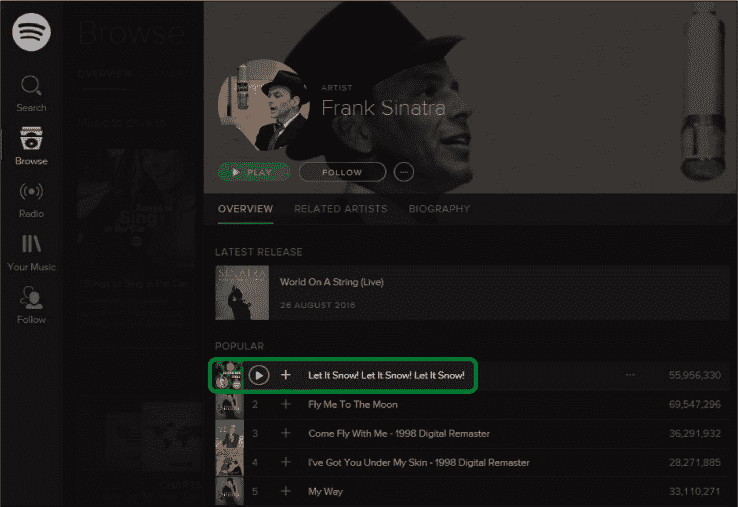 Browse
Search
OVERVIEW
Browse
Radio
Your Music
Follow
ARTIST
Frank Sinatra
PLAY
FOLLOW
OVERVIEW
RELATED ARTISTS
BIOGRAPHY
LATEST RELEASE
SINATRA
World On A String (Live)
26 AUGUST 2016
POPULAR
Let It Snow! Let It Snow! Let It Snow! 55,956,330
2 Fly Me To The Moon 69,547,296
3 Come Fly With Me - 1998 Digital Remaster 36,291,932
4 I've Got You Under My Skin - 1998 Digital Remaster 28,271,885
5 My Way 33,110,271